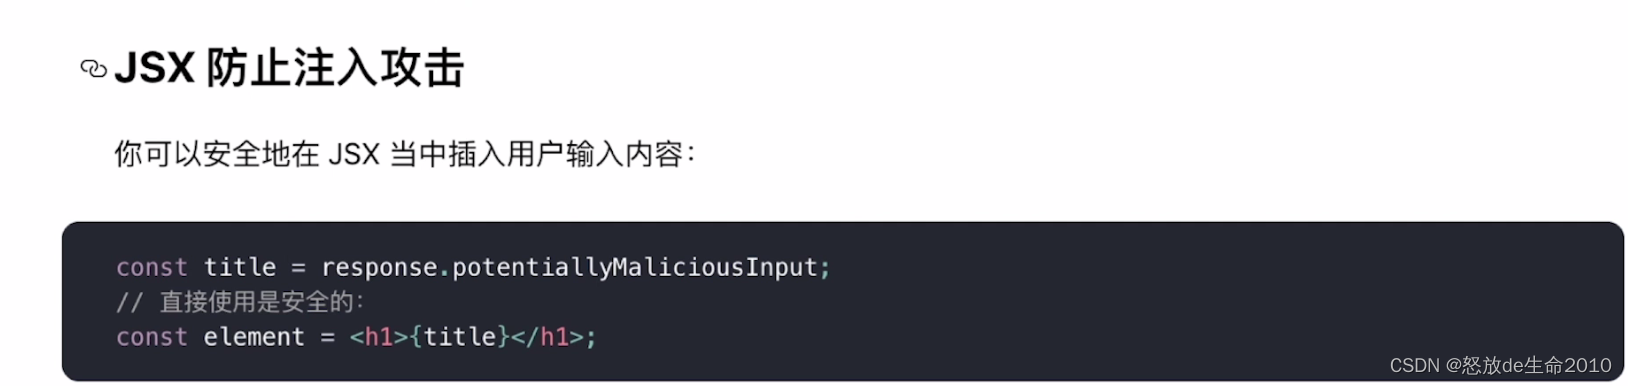 JSX 防止注入攻击
你可以安全地在 JSX 当中插入用户输入内容：
const title = response.potentiallyMaliciousInput;
// 直接使用是安全的：
const element = <h1>{title}</h1>;
CSDN @怒放de生命2010